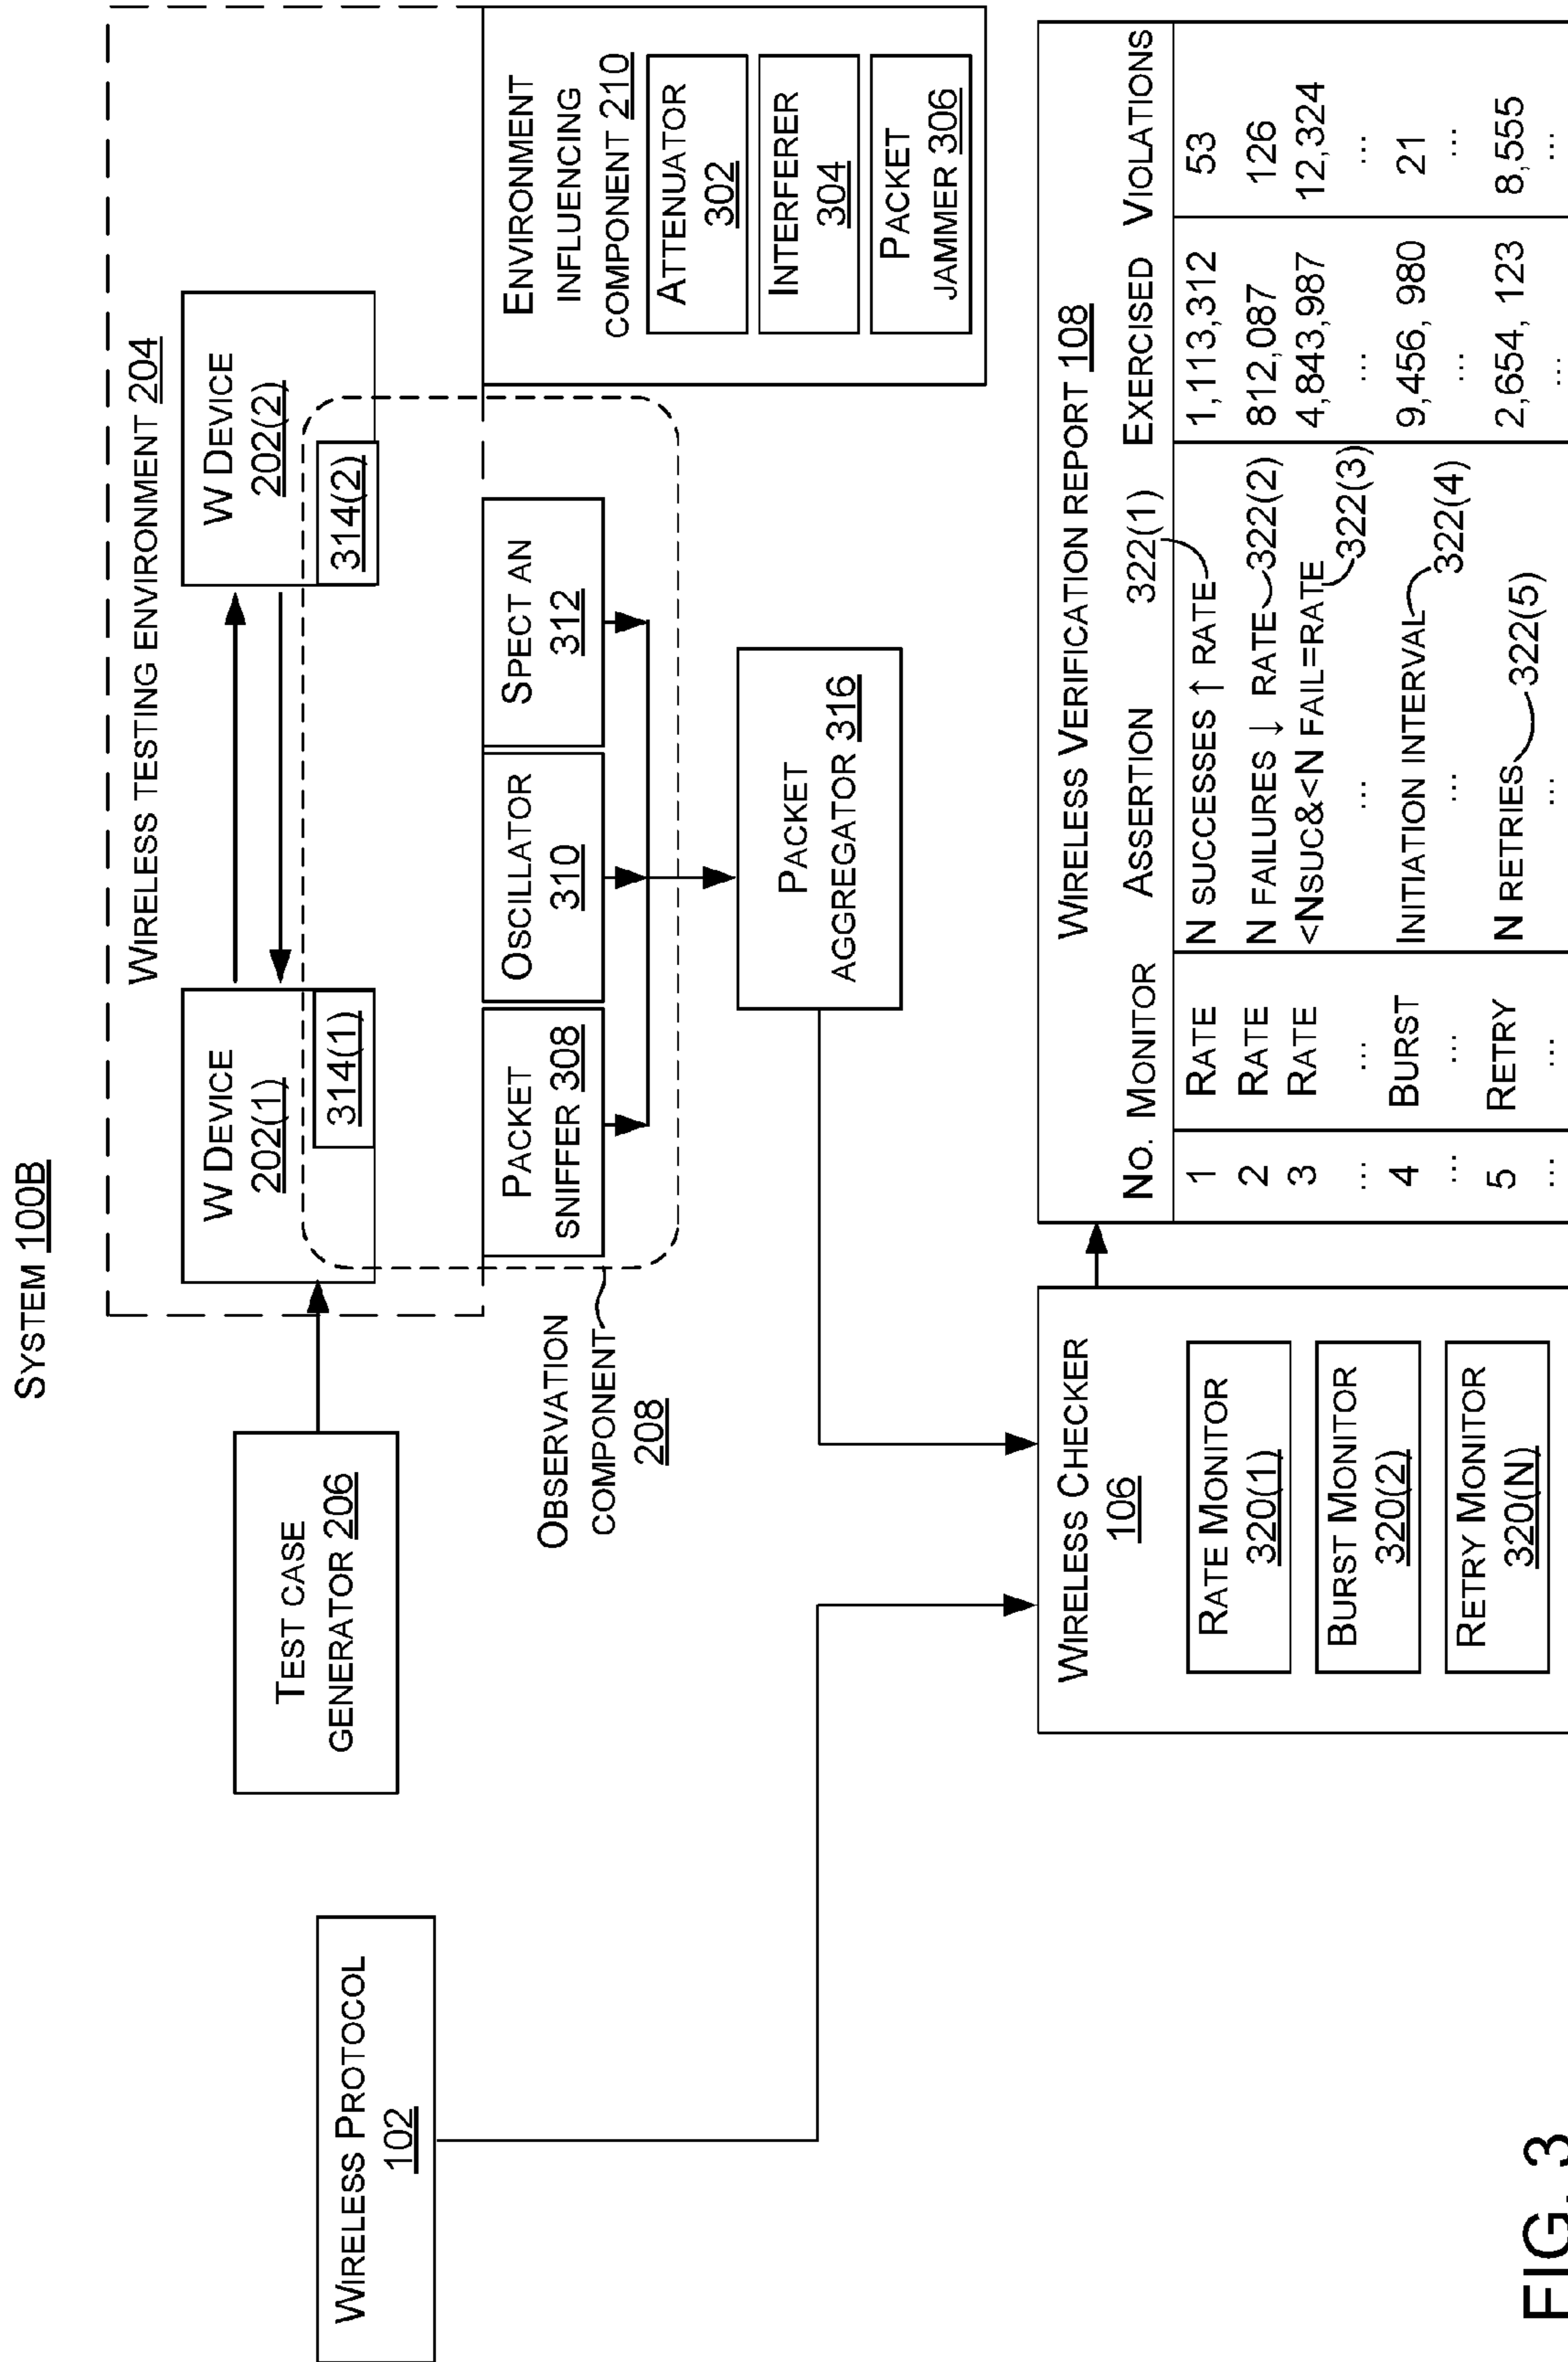 SYSTEM 100B
WIRELESS TESTING ENVIRONMENT 204
W DEVICE
202(1)
314(1)
W DEVICE
202(2)
314(2)
TEST CASE
GENERATOR 206
WIRELESS PROTOCOL
102
OBSERVATION
COMPONENT
208
PACKET
SNIFFER 308
OSCILLATOR
310
SPECT AN
312
ENVIRONMENT
INFLUENCING
COMPONENT 210
ATTENUATOR
302
INTERFERER
304
PACKET
JAMMER 306
PACKET
AGGREGATOR 316
WIRELESS CHECKER
106
RATE MONITOR
320(1)
BURST MONITOR
320(2)
RETRY MONITOR
320(N)
WIRELESS VERIFICATION REPORT 108
NO. MONITOR ASSERTION 322(1) EXERCISED VIOLATIONS
1 RATE N SUCCESSES ↑ RATE 1,113,312 53
2 RATE N FAILURES ↓ RATE 322(2) 812,087 126
3 RATE <NSUC&<N FAIL=RATE 322(3) 4,843,987 12,324
... ... ... ... ...
4 BURST INITIATION INTERVAL 322(4) 9,456, 980 21
... ... ... ... ...
5 RETRY N RETRIES 322(5) 2,654, 123 8,555
... ... ... ... ...
FIG. 3